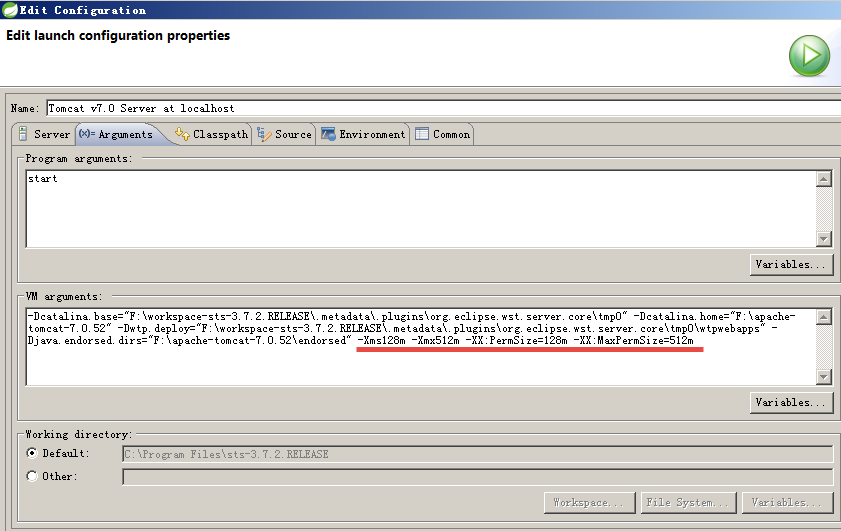 Edit Configuration
Edit launch configuration properties
Name: Tomcat v7.0 Server at localhost
Server (x)= Arguments Classpath Source Environment Common
Program arguments:
start
Variables...
VM arguments:
-Dcatalina.base="F:\workspace-sts-3.7.2.RELEASE\.metadata\.plugins\org.eclipse.wst.server.core\tmp0" -Dcatalina.home="F:\apache-
tomcat-7.0.52" -Dwtp.deploy="F:\workspace-sts-3.7.2.RELEASE\.metadata\.plugins\org.eclipse.wst.server.core\tmp0\wtpwebapps" -
Djava.endorsed.dirs="F:\apache-tomcat-7.0.52\endorsed" -Xms128m -Xmx512m -XX:PermSize=128m -XX:MaxPermSize=512m
Variables...
Working directory:
Default: C:\Program Files\sts-3.7.2.RELEASE
Other:
Workspace... File System... Variables...